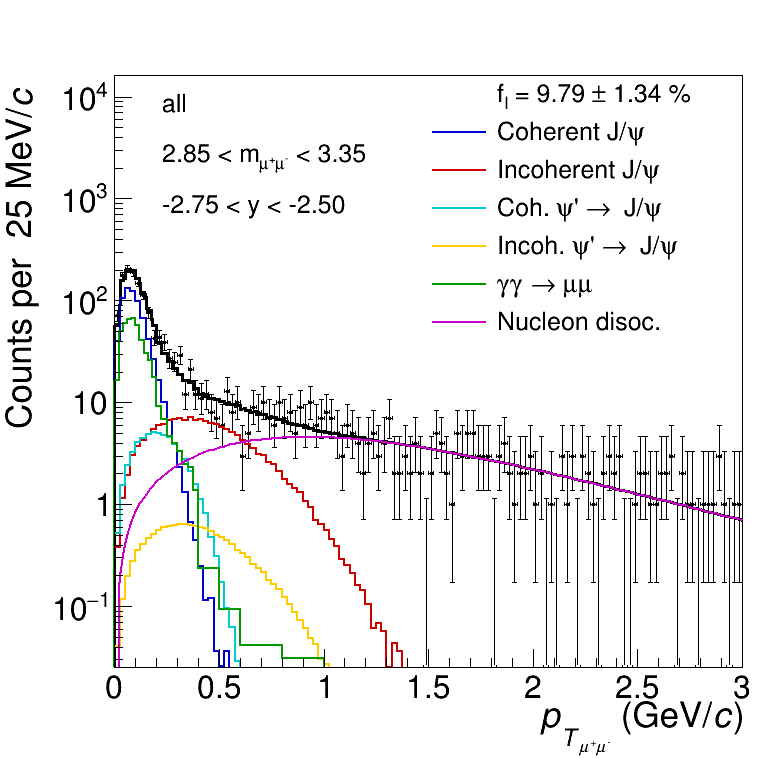 Counts per 25 MeV/c
10⁴
10³
10²
10
1
10⁻¹
all
2.85 < m_μ⁺μ⁻ < 3.35
-2.75 < y < -2.50
f_I = 9.79 ± 1.34 %
Coherent J/ψ
Incoherent J/ψ
Coh. ψ' → J/ψ
Incoh. ψ' → J/ψ
γγ → μμ
Nucleon disoc.
0 0.5 1 1.5 2 2.5 3
p_T μ⁺μ⁻ (GeV/c)